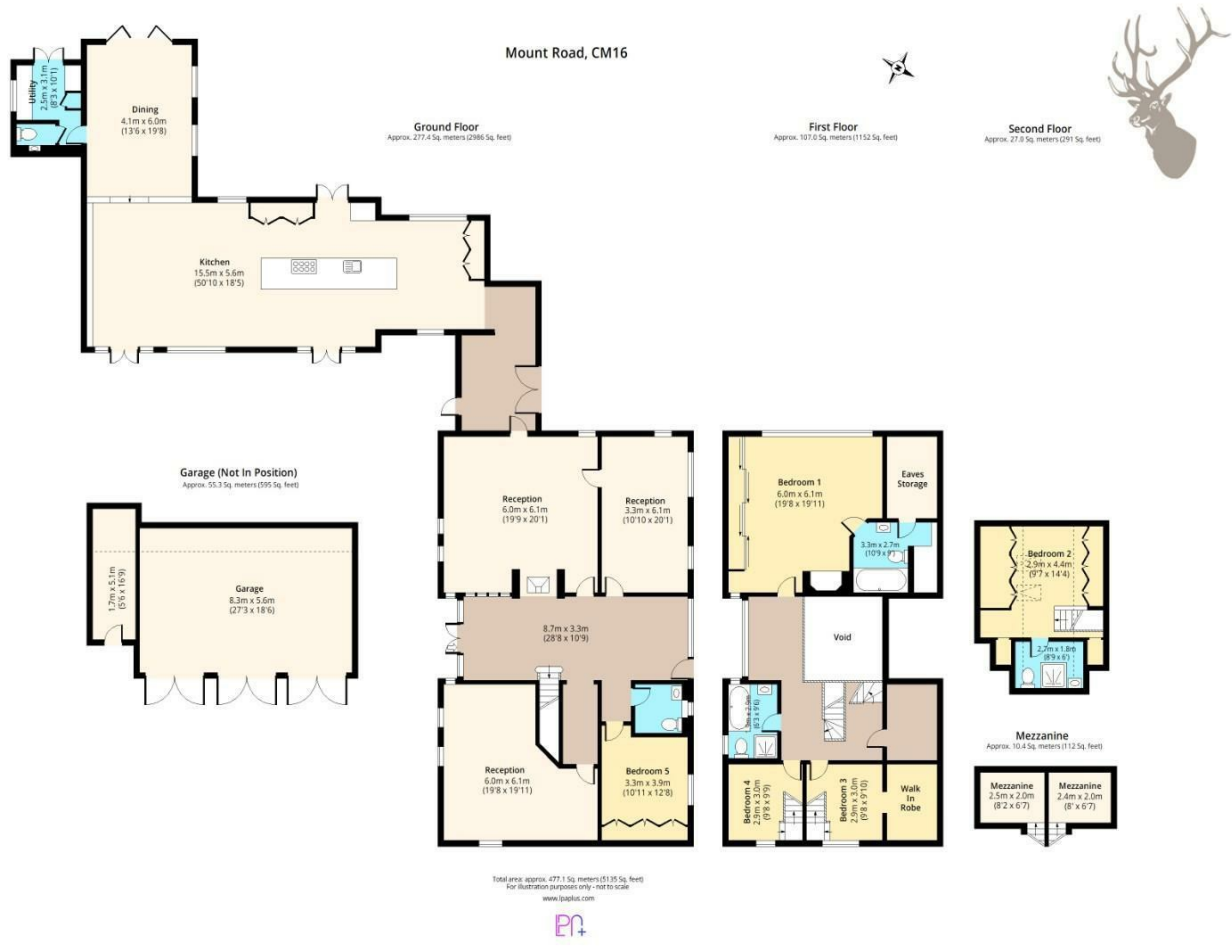 Mount Road, CM16
Ground Floor
Approx. 277.4 Sq. meters (2986 Sq. feet)
First Floor
Approx. 107.0 Sq. meters (1152 Sq. feet)
Second Floor
Approx. 27.0 Sq. meters (291 Sq. feet)
Utility
2.5m x 3.1m
(8'3 x 10'1)
Dining
4.1m x 6.0m
(13'6 x 19'8)
Kitchen
15.5m x 5.6m
(50'10 x 18'5)
Garage (Not In Position)
Approx. 55.3 Sq. meters (595 Sq. feet)
1.7m x 5.1m
(5'6 x 16'9)
Garage
8.3m x 5.6m
(27'3 x 18'6)
Reception
6.0m x 6.1m
(19'9 x 20'1)
Reception
3.3m x 6.1m
(10'10 x 20'1)
8.7m x 3.3m
(28'8 x 10'9)
Reception
6.0m x 6.1m
(19'8 x 19'11)
Bedroom 5
3.3m x 3.9m
(10'11 x 12'8)
Bedroom 1
6.0m x 6.1m
(19'8 x 19'11)
Eaves
Storage
3.3m x 2.7m
(10'9 x 9')
Void
(6'3 x 9'6)
Bedroom 4
2.9m x 3.0m
(9'8 x 9'9)
Bedroom 3
2.9m x 3.0m
(9'8 x 9'10)
Walk
In
Robe
Bedroom 2
2.9m x 4.4m
(9'7 x 14'4)
2.7m x 1.8m
(8'9 x 6')
Mezzanine
Approx. 10.4 Sq. meters (112 Sq. feet)
Mezzanine
2.5m x 2.0m
(8'2 x 6'7)
Mezzanine
2.4m x 2.0m
(8' x 6'7)
Total area: approx. 477.1 Sq. meters (5135 Sq. feet)
For illustration purposes only - not to scale
www.lpaplus.com